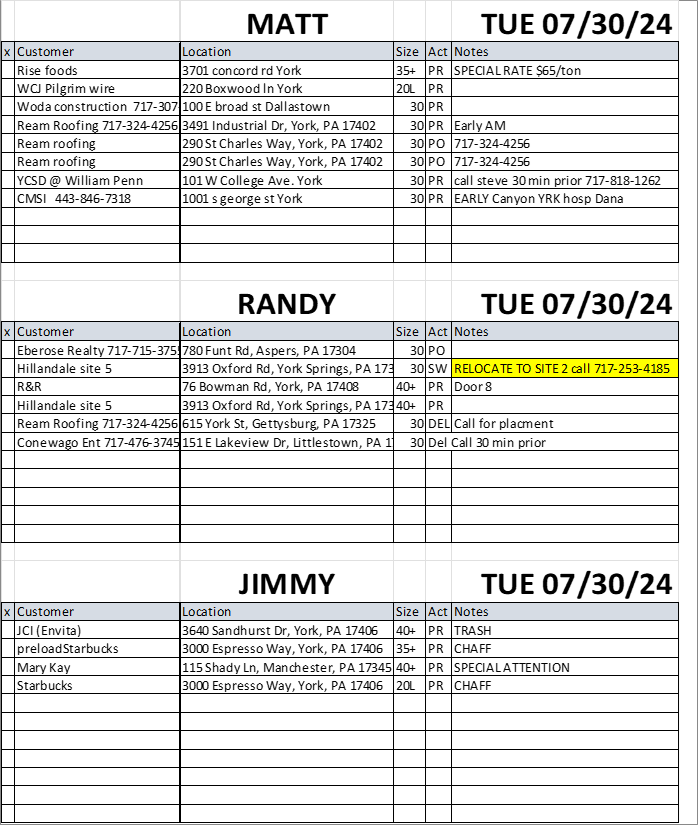 MATT TUE 07/30/24
x Customer Location Size Act Notes
Rise foods 3701 concord rd York 35+ PR SPECIAL RATE $65/ton
WCJ Pilgrim wire 220 Boxwood ln York 20L PR
Woda construction 717-307 100 E broad st Dallastown 30 PR
Ream Roofing 717-324-4256 3491 Industrial Dr, York, PA 17402 30 PR Early AM
Ream roofing 290 St Charles Way, York, PA 17402 30 PO 717-324-4256
Ream roofing 290 St Charles Way, York, PA 17402 30 PO 717-324-4256
YCSD @ William Penn 101 W College Ave. York 30 PR call steve 30 min prior 717-818-1262
CMSI 443-846-7318 1001 s george st York 30 PR EARLY Canyon YRK hosp Dana
RANDY TUE 07/30/24
x Customer Location Size Act Notes
Eberose Realty 717-715-375 780 Funt Rd, Aspers, PA 17304 30 PO
Hillandale site 5 3913 Oxford Rd, York Springs, PA 173 30 SW RELOCATE TO SITE 2 call 717-253-4185
R&R 76 Bowman Rd, York, PA 17408 40+ PR Door 8
Hillandale site 5 3913 Oxford Rd, York Springs, PA 173 40+ PR
Ream Roofing 717-324-4256 615 York St, Gettysburg, PA 17325 30 DEL Call for placment
Conewago Ent 717-476-3745 151 E Lakeview Dr, Littlestown, PA 1 30 Del Call 30 min prior
JIMMY TUE 07/30/24
x Customer Location Size Act Notes
JCI (Envita) 3640 Sandhurst Dr, York, PA 17406 40+ PR TRASH
preloadStarbucks 3000 Espresso Way, York, PA 17406 35+ PR CHAFF
Mary Kay 115 Shady Ln, Manchester, PA 17345 40+ PR SPECIAL ATTENTION
Starbucks 3000 Espresso Way, York, PA 17406 20L PR CHAFF